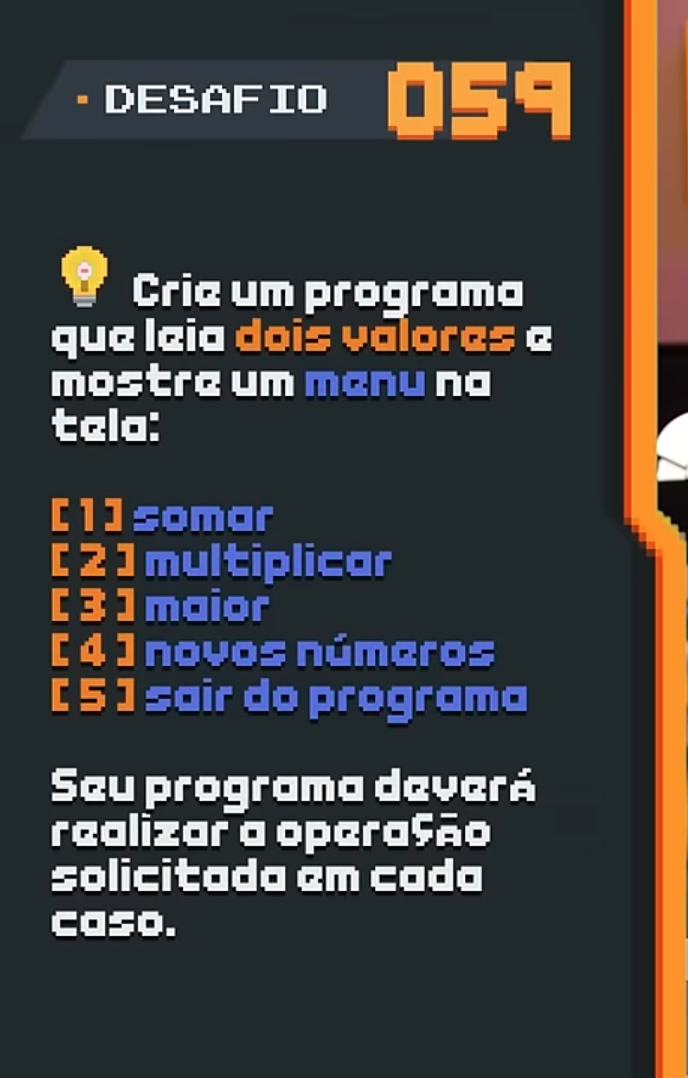 DESAFIO 059
Crie um programa
que leia dois valores e
mostre um menu na
tela:
[1] somar
[2] multiplicar
[3] maior
[4] novos números
[5] sair do programa
Seu programa deverá
realizar a operação
solicitada em cada
caso.